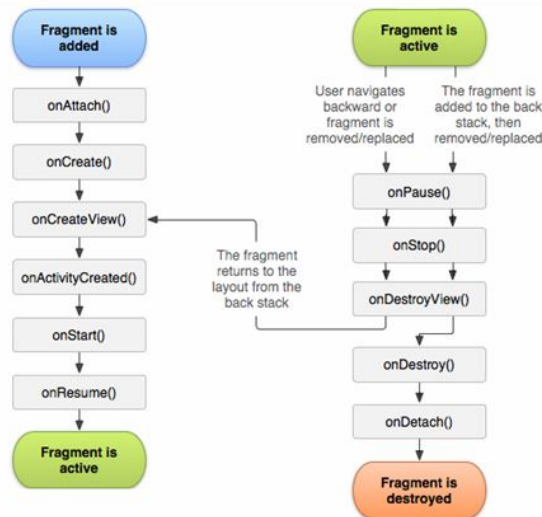 Fragment is
added
onAttach()
onCreate()
onCreateView()
onActivityCreated()
onStart()
onResume()
Fragment is
active
Fragment is
active
User navigates
backward or
fragment is
removed/replaced
The fragment is
added to the back
stack, then
removed/replaced
onPause()
onStop()
onDestroyView()
The fragment
returns to the
layout from the
back stack
onDestroy()
onDetach()
Fragment is
destroyed